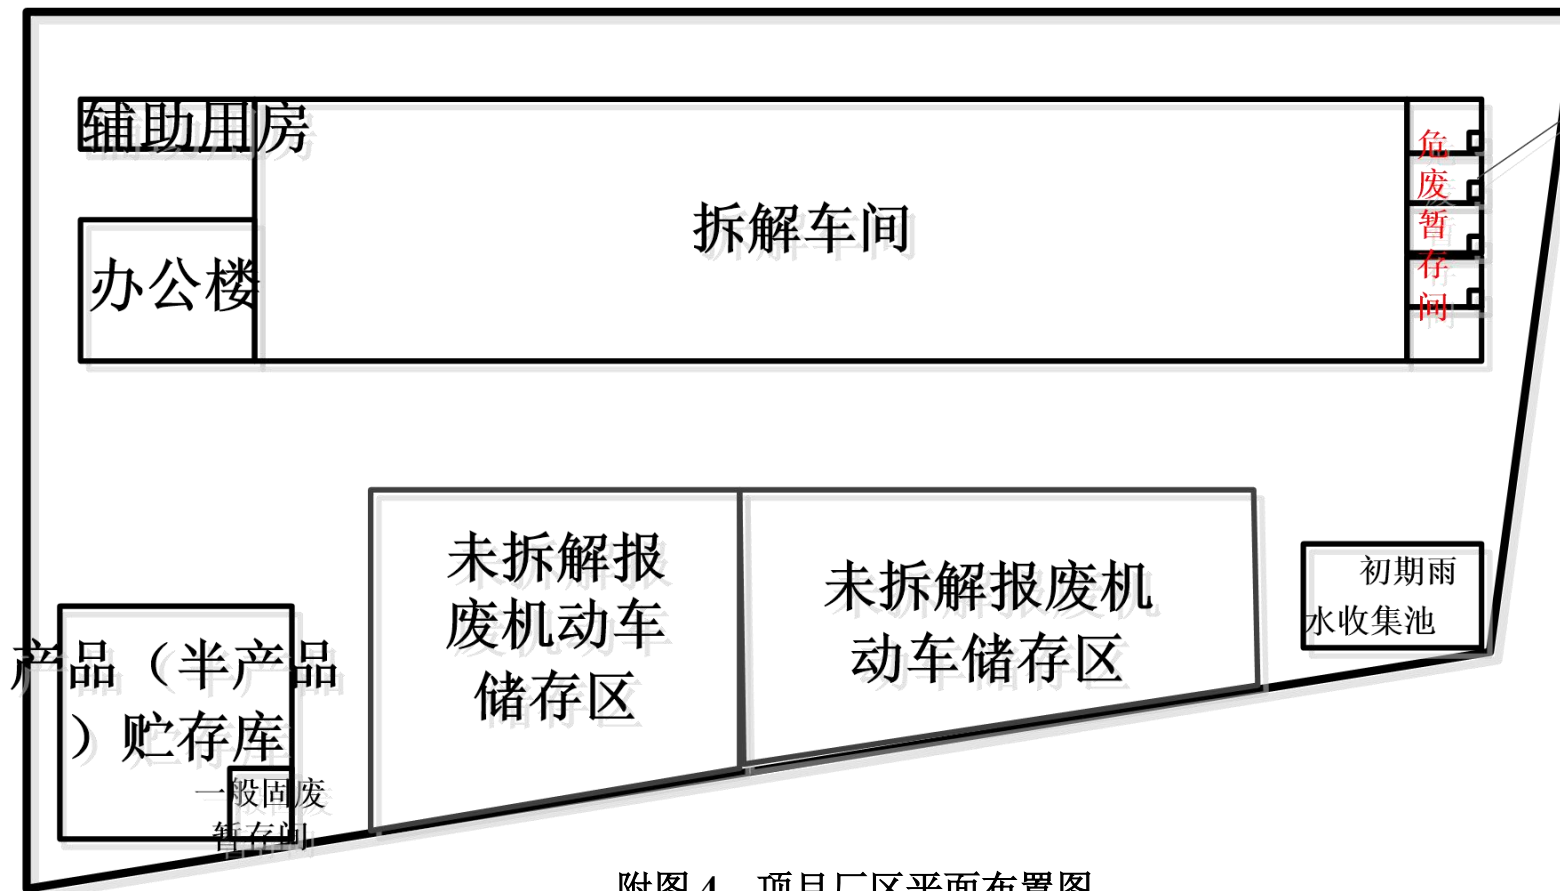 辅助用房
拆解车间
危
废
暂
存
间
办公楼
未拆解报
废机动车
储存区
未拆解报废机
动车储存区
初期雨
水收集池
产品（半产品
）贮存库
一般固废
暂存间
附图 4 项目厂区平面布置图